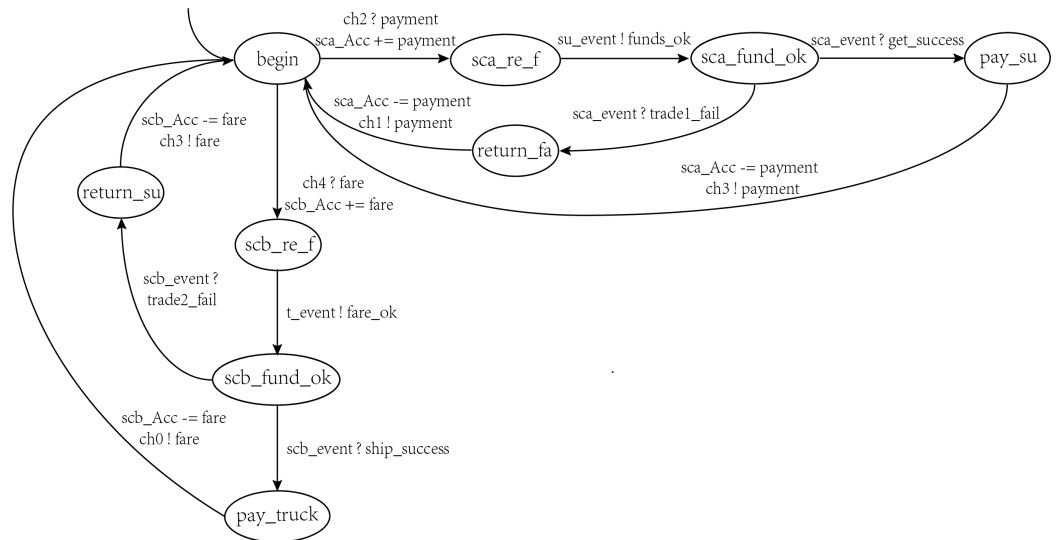 ch2 ? payment
sca_Acc += payment
su_event ! funds_ok
sca_event ? get_success
begin
sca_re_f
sca_fund_ok
pay_su
sca_Acc -= payment
ch1 ! payment
sca_event ? trade1_fail
scb_Acc -= fare
ch3 ! fare
return_fa
sca_Acc -= payment
ch3 ! payment
return_su
ch4 ? fare
scb_Acc += fare
scb_re_f
scb_event ?
trade2_fail
t_event ! fare_ok
scb_fund_ok
scb_Acc -= fare
ch0 ! fare
scb_event ? ship_success
pay_truck